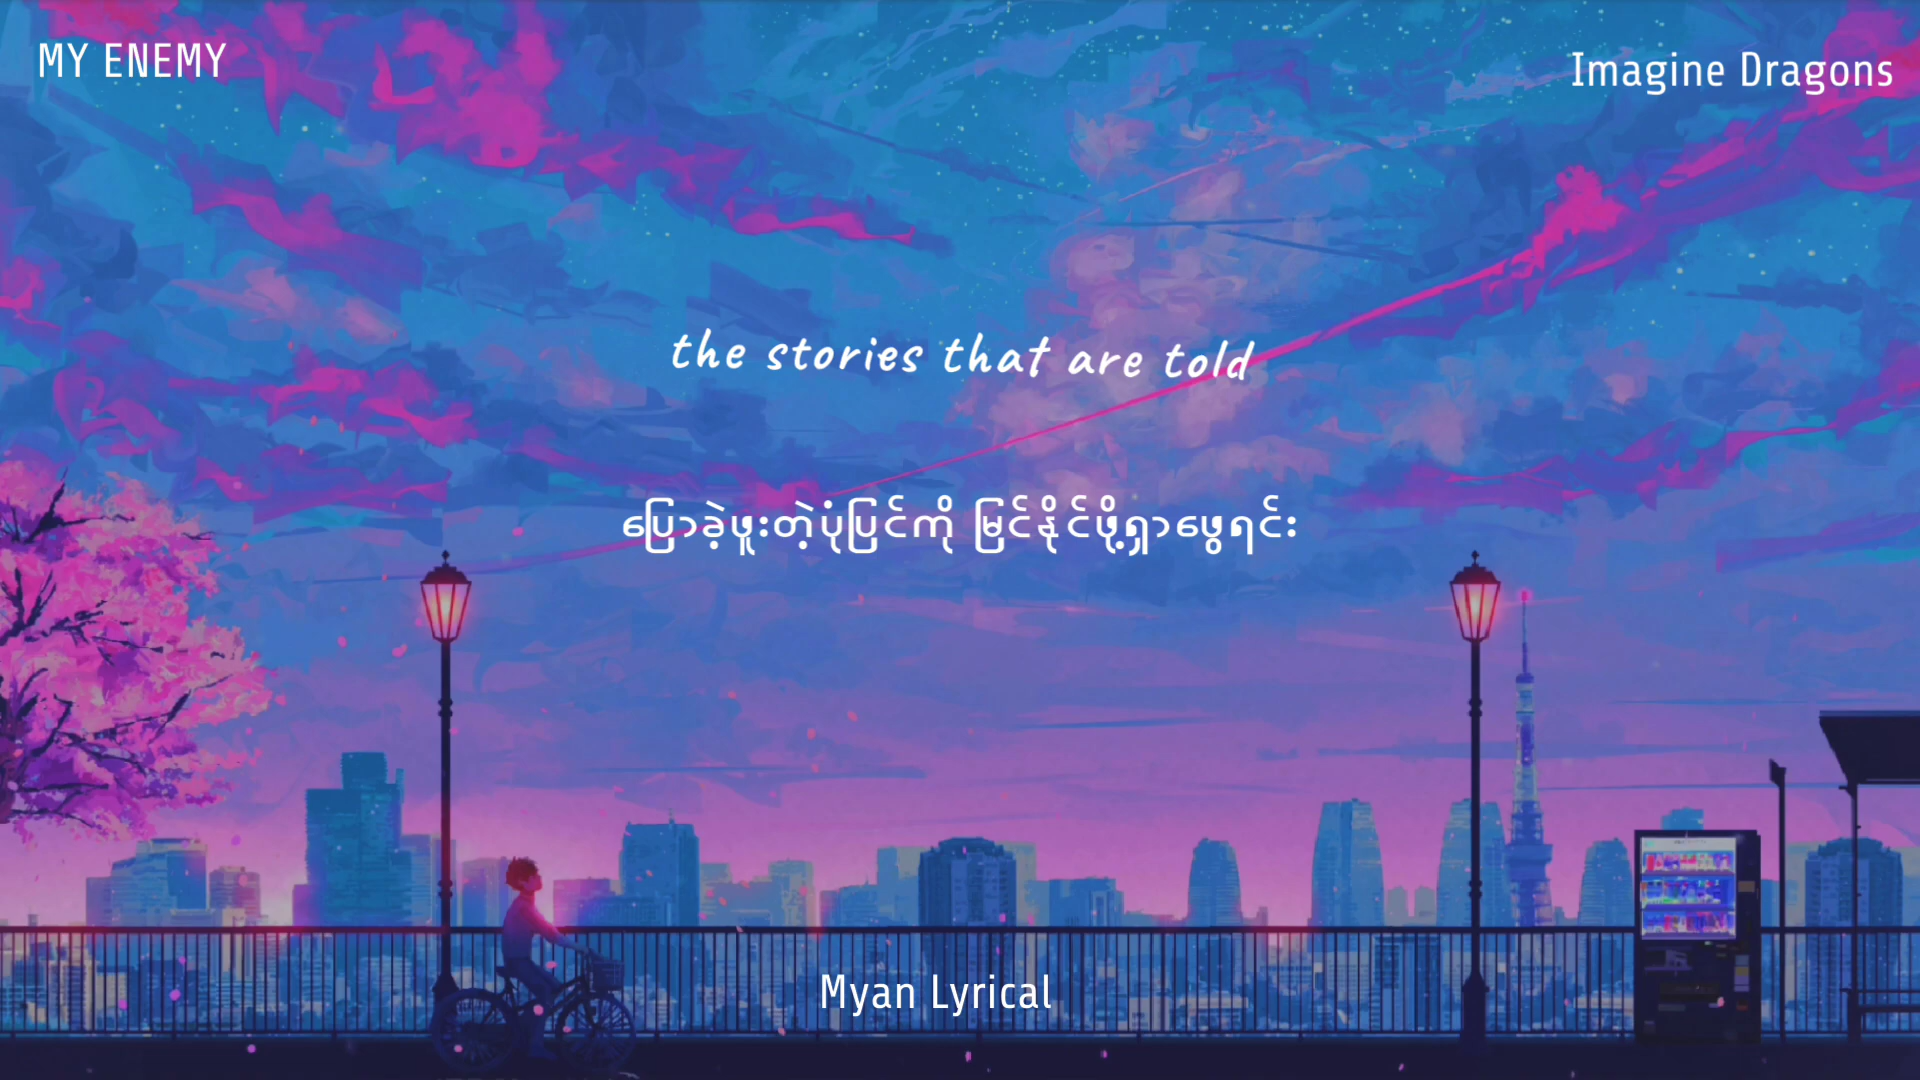 MY ENEMY
Imagine Dragons
the stories that are told
ပြောခဲ့ဖူးတဲ့ပုံပြင်ကို မြင်နိုင်ဖို့ရှာဖွေရင်း
Myan Lyrical